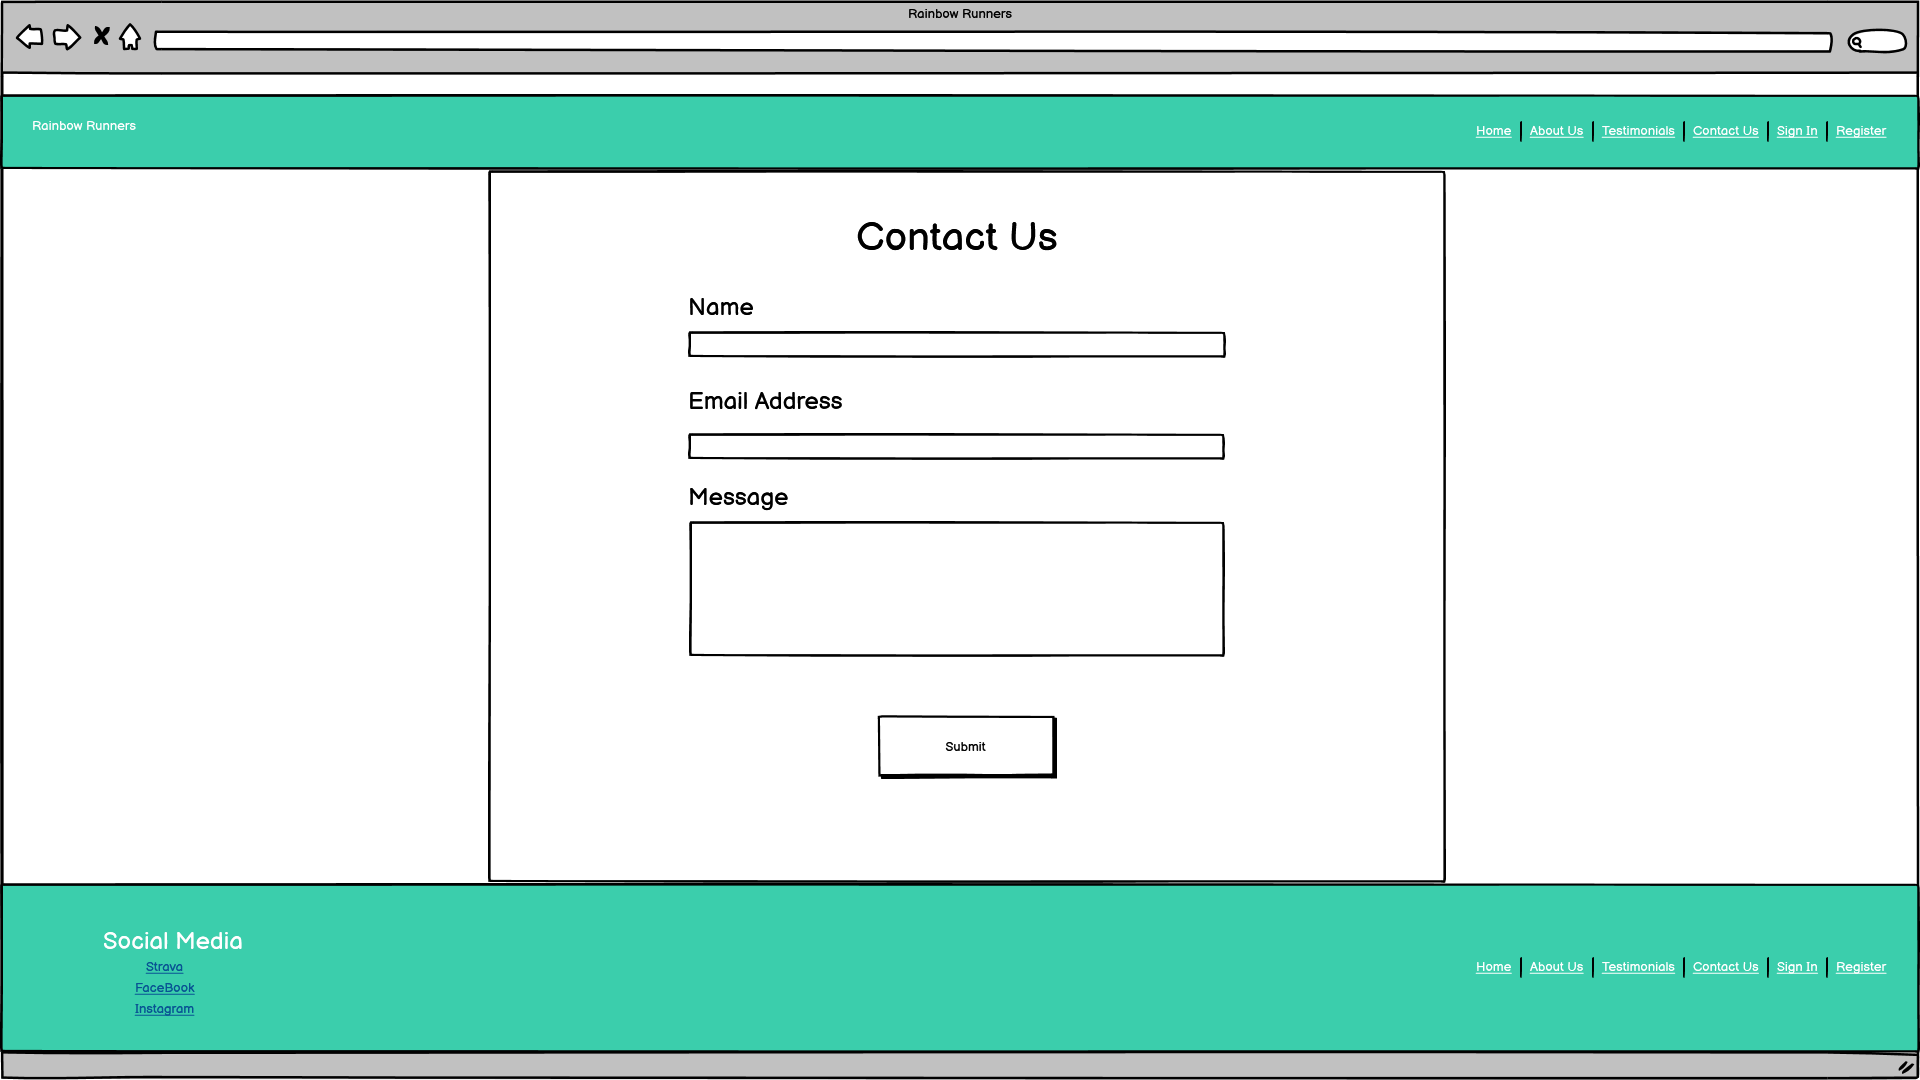 Rainbow Runners
Rainbow Runners
Home About Us Testimonials Contact Us Sign In Register
Contact Us
Name
Email Address
Message
Submit
Social Media
Strava
FaceBook
Instagram
Home About Us Testimonials Contact Us Sign In Register